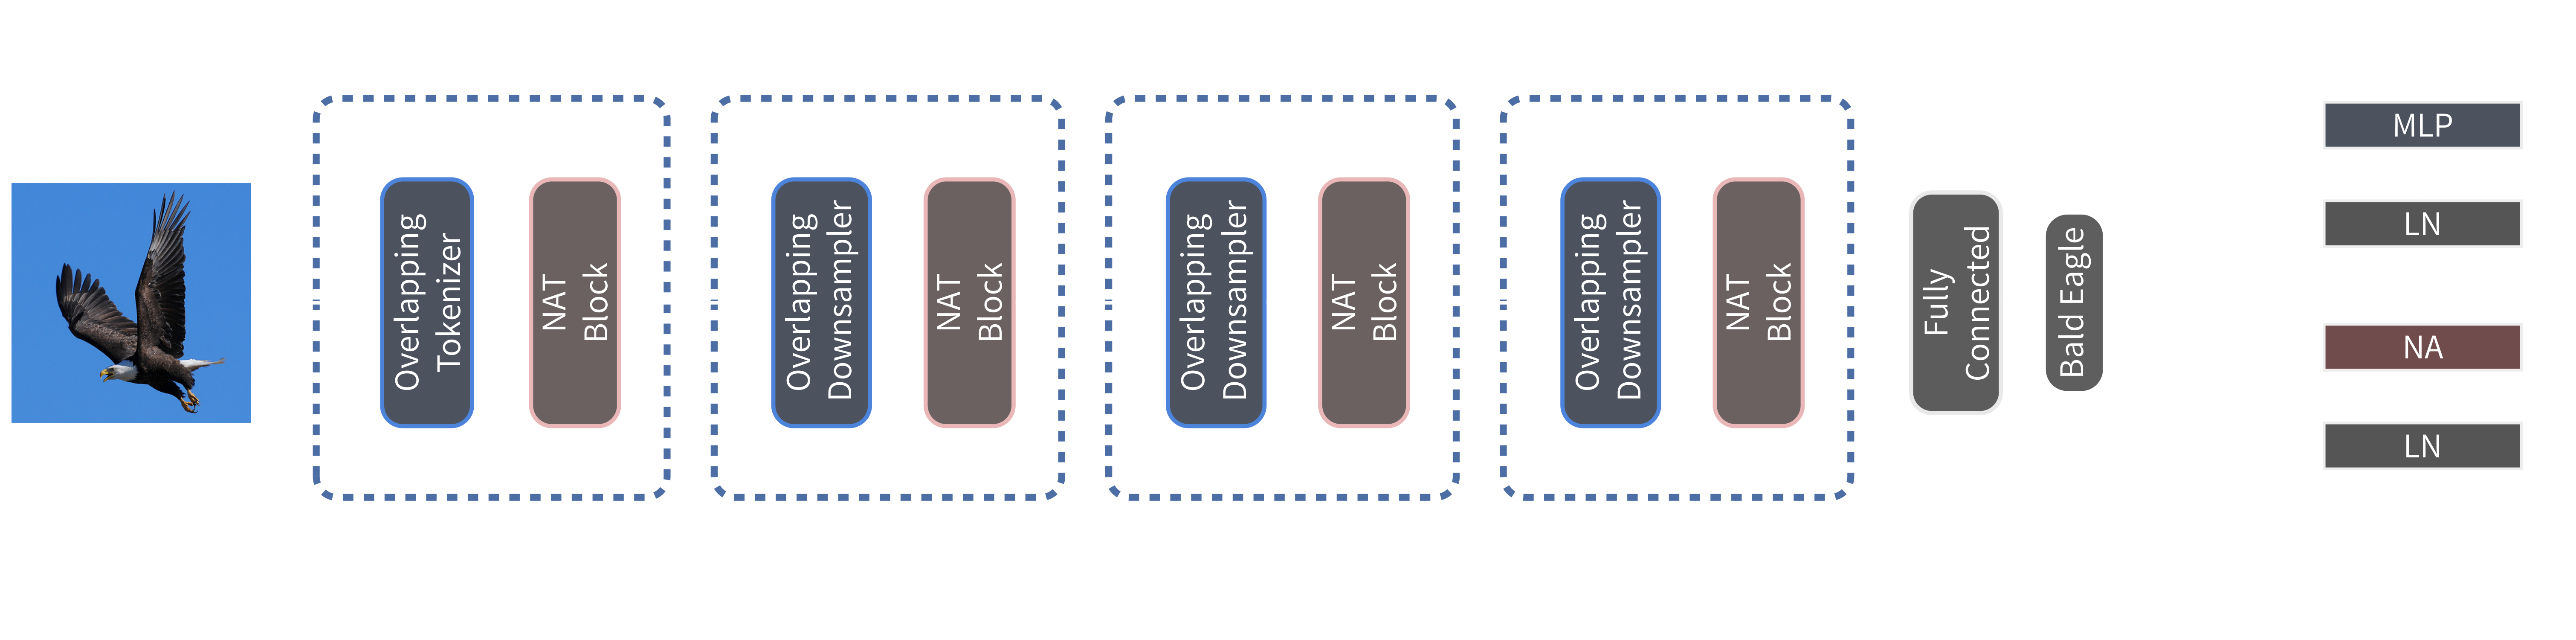 Overlapping
Tokenizer
NAT
Block
Overlapping
Downsampler
NAT
Block
Overlapping
Downsampler
NAT
Block
Overlapping
Downsampler
NAT
Block
Fully
Connected
Bald Eagle
MLP
LN
NA
LN